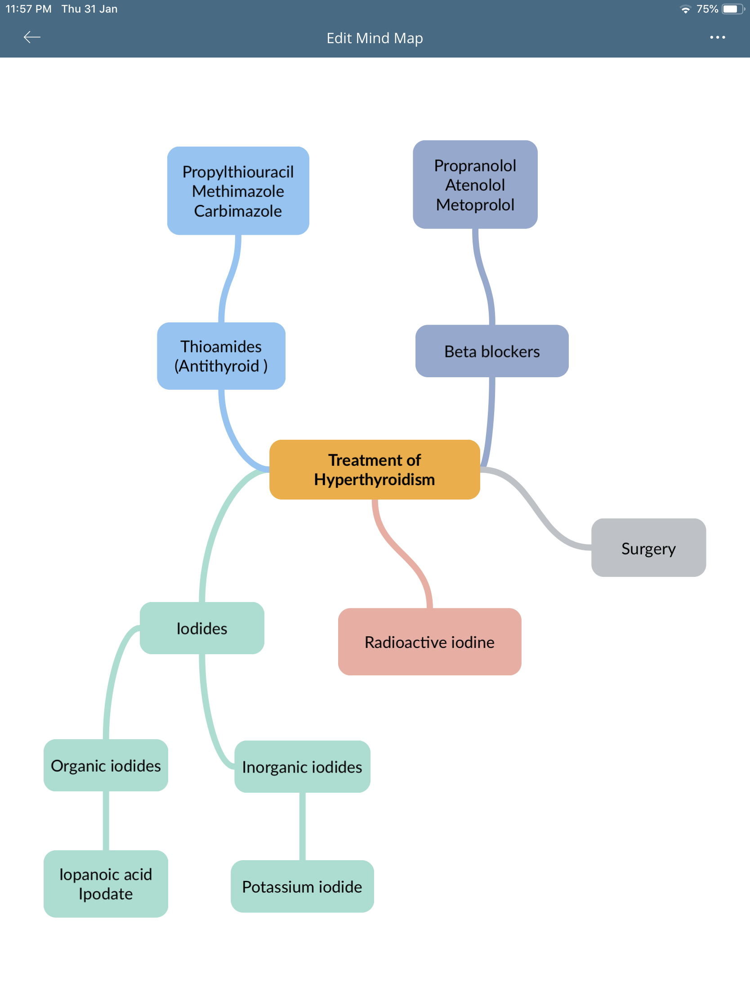 11:57 PM Thu 31 Jan
75%
Edit Mind Map
Propylthiouracil
Methimazole
Carbimazole
Propranolol
Atenolol
Metoprolol
Thioamides
(Antithyroid )
Beta blockers
Treatment of
Hyperthyroidism
Surgery
Iodides
Radioactive iodine
Organic iodides
Inorganic iodides
Iopanoic acid
Ipodate
Potassium iodide